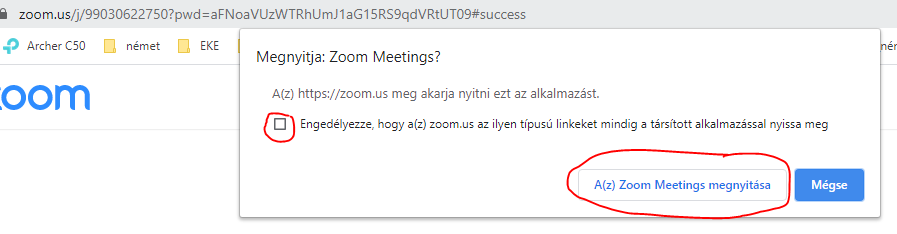 zoom.us/j/99030622750?pwd=aFNoaVUzWTRhUmJ1aG15RS9qdVRtUT09#success
Archer C50 német EKE
zoom
Megnyitja: Zoom Meetings?
A(z) https://zoom.us meg akarja nyitni ezt az alkalmazást.
Engedélyezze, hogy a(z) zoom.us az ilyen típusú linkeket mindig a társított alkalmazással nyissa meg
A(z) Zoom Meetings megnyitása Mégse